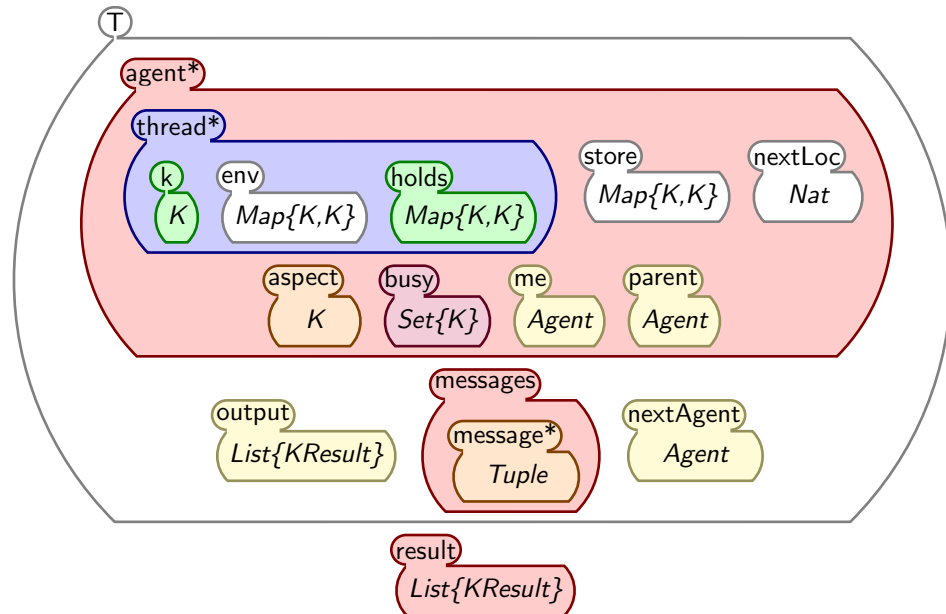 T
agent*
thread*
k
K
env
Map{K,K}
holds
Map{K,K}
store
Map{K,K}
nextLoc
Nat
aspect
K
busy
Set{K}
me
Agent
parent
Agent
output
List{KResult}
messages
message*
Tuple
nextAgent
Agent
result
List{KResult}